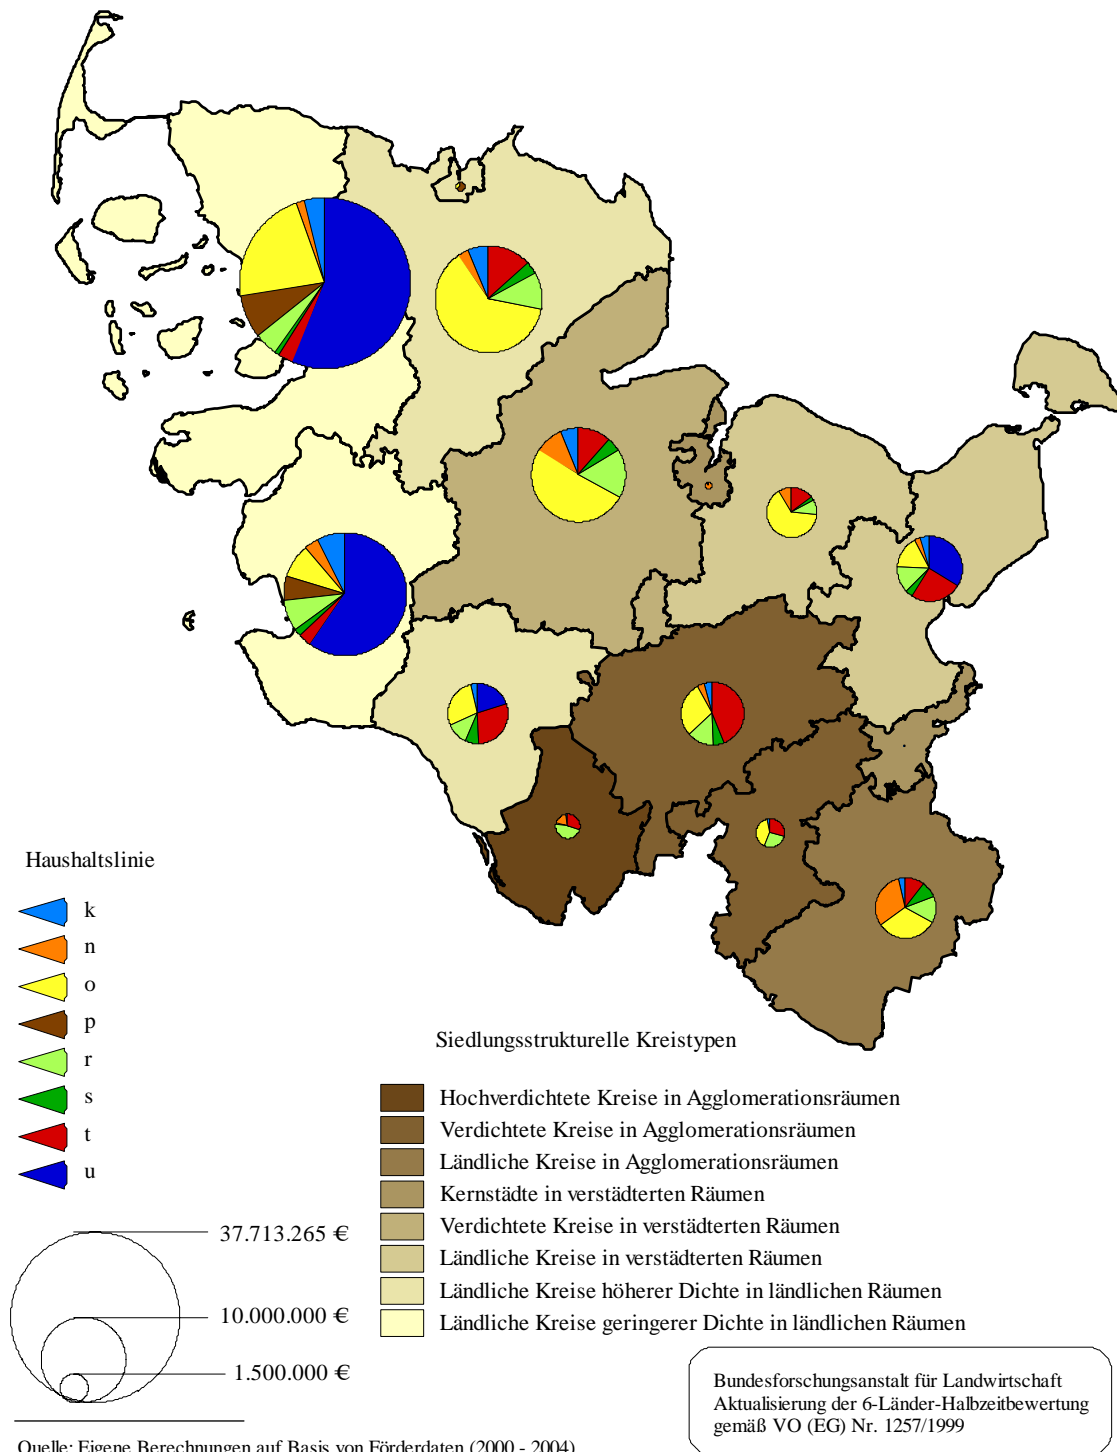 Haushaltslinie
k
n
o
p
r
s
t
u
37.713.265 €
10.000.000 €
1.500.000 €
Siedlungsstrukturelle Kreistypen
Hochverdichtete Kreise in Agglomerationsräumen
Verdichtete Kreise in Agglomerationsräumen
Ländliche Kreise in Agglomerationsräumen
Kernstädte in verstädterten Räumen
Verdichtete Kreise in verstädterten Räumen
Ländliche Kreise in verstädterten Räumen
Ländliche Kreise höherer Dichte in ländlichen Räumen
Ländliche Kreise geringerer Dichte in ländlichen Räumen
Bundesforschungsanstalt für Landwirtschaft
Aktualisierung der 6-Länder-Halbzeitbewertung
gemäß VO (EG) Nr. 1257/1999
Quelle: Eigene Berechnungen auf Basis von Förderdaten (2000 - 2004)